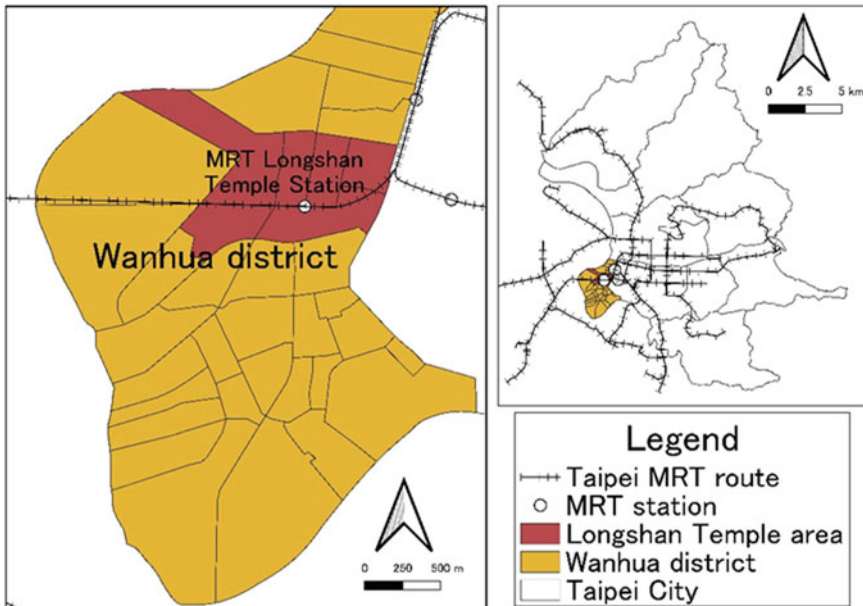 MRT Longshan
Temple Station
Wanhua district
0 250 500 m
0 2.5 5 km
Legend
Taipei MRT route
MRT station
Longshan Temple area
Wanhua district
Taipei City